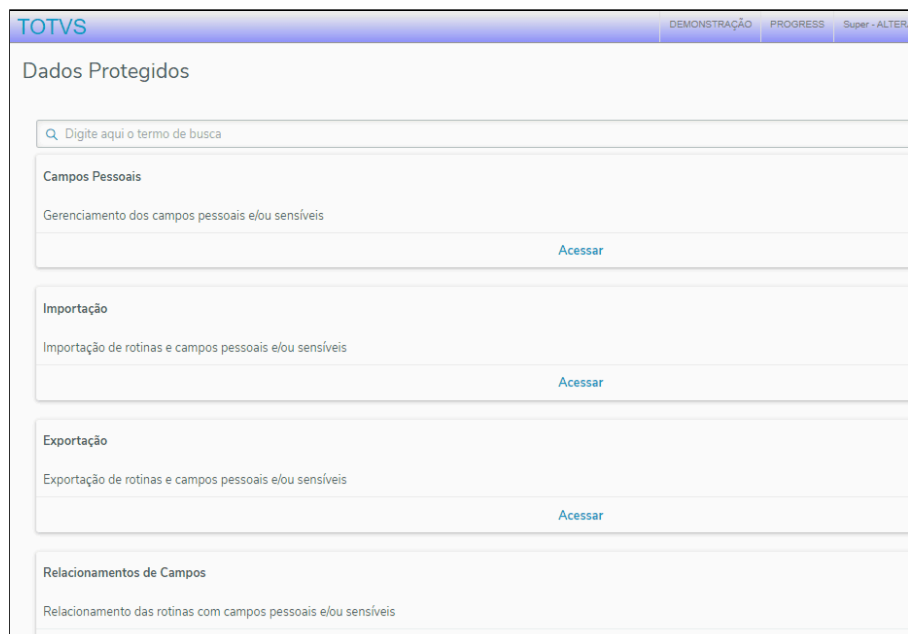 TOTVS
DEMONSTRAÇÃO PROGRESS Super - ALTERA
Dados Protegidos
Digite aqui o termo de busca
Campos Pessoais
Gerenciamento dos campos pessoais e/ou sensíveis
Acessar
Importação
Importação de rotinas e campos pessoais e/ou sensíveis
Acessar
Exportação
Exportação de rotinas e campos pessoais e/ou sensíveis
Acessar
Relacionamentos de Campos
Relacionamento das rotinas com campos pessoais e/ou sensíveis